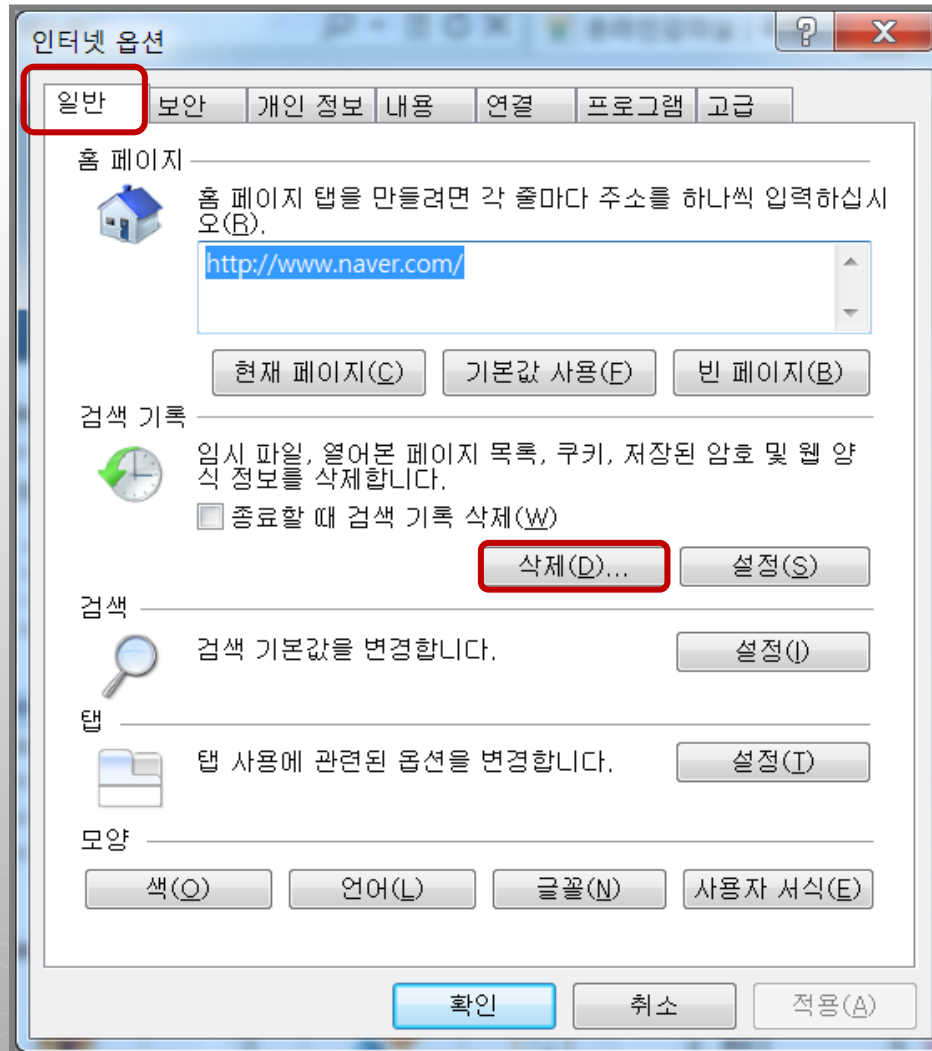 인터넷 옵션
일반 보안 개인 정보 내용 연결 프로그램 고급
홈 페이지
홈 페이지 탭을 만들려면 각 줄마다 주소를 하나씩 입력하십시
오(R).
http://www.naver.com/
현재 페이지(C) 기본값 사용(F) 빈 페이지(B)
검색 기록
임시 파일, 열어본 페이지 목록, 쿠키, 저장된 암호 및 웹 양
식 정보를 삭제합니다.
종료할 때 검색 기록 삭제(W)
삭제(D)... 설정(S)
검색
검색 기본값을 변경합니다. 설정(I)
탭
탭 사용에 관련된 옵션을 변경합니다. 설정(T)
모양
색(O) 언어(L) 글꼴(N) 사용자 서식(E)
확인 취소 적용(A)